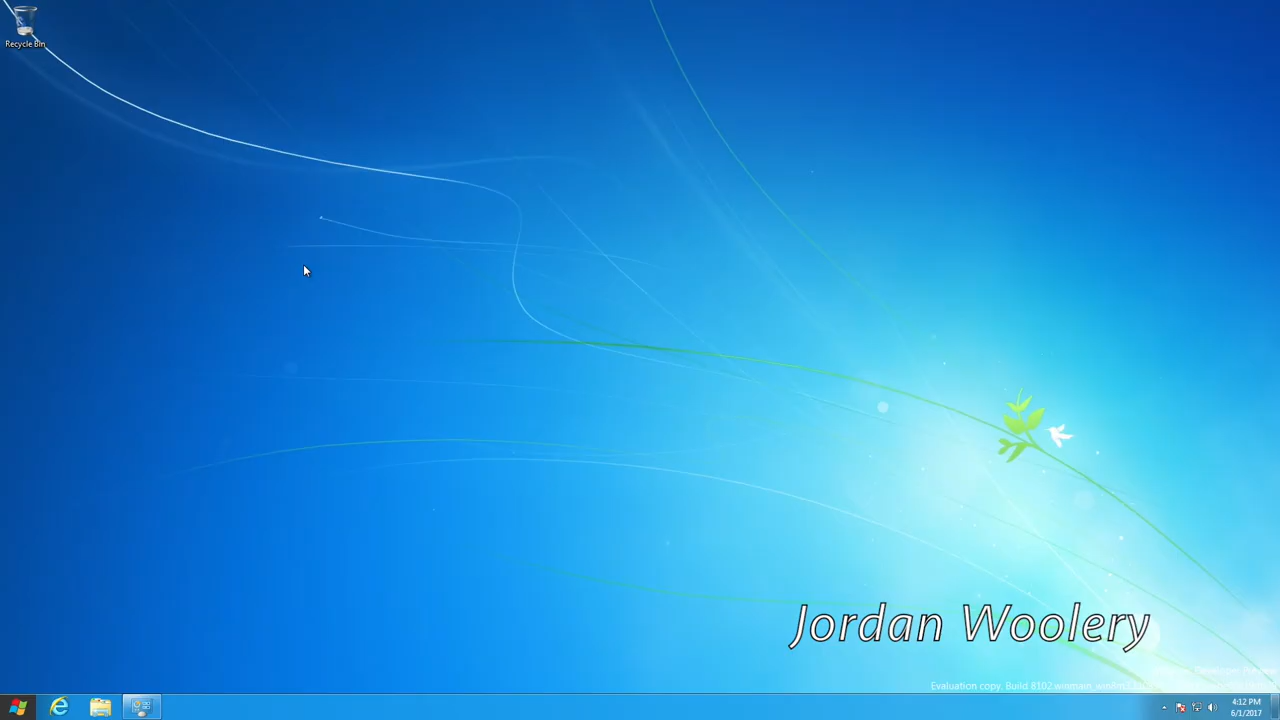 Recycle Bin
Jordan Woolery
Evaluation copy. Build 8102
4:12 PM
6/1/2017